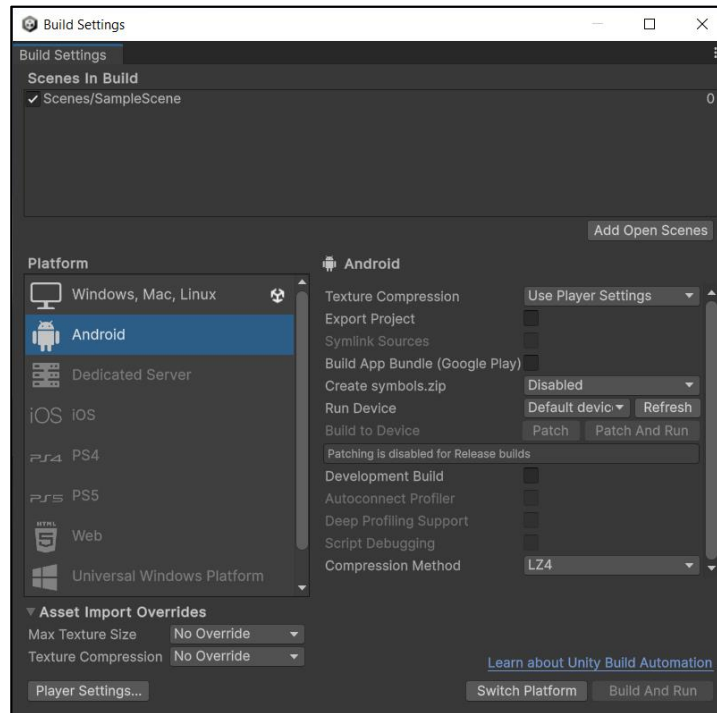 Build Settings
Build Settings
Scenes In Build
Scenes/SampleScene 0
Add Open Scenes
Platform
Windows, Mac, Linux
Android
Dedicated Server
iOS iOS
PS4 PS4
PS5 PS5
HTML 5 Web
Universal Windows Platform
Android
Texture Compression Use Player Settings
Export Project
Symlink Sources
Build App Bundle (Google Play)
Create symbols.zip Disabled
Run Device Default devic Refresh
Build to Device Patch Patch And Run
Patching is disabled for Release builds
Development Build
Autoconnect Profiler
Deep Profiling Support
Script Debugging
Compression Method LZ4
Asset Import Overrides
Max Texture Size No Override
Texture Compression No Override
Learn about Unity Build Automation
Player Settings... Switch Platform Build And Run